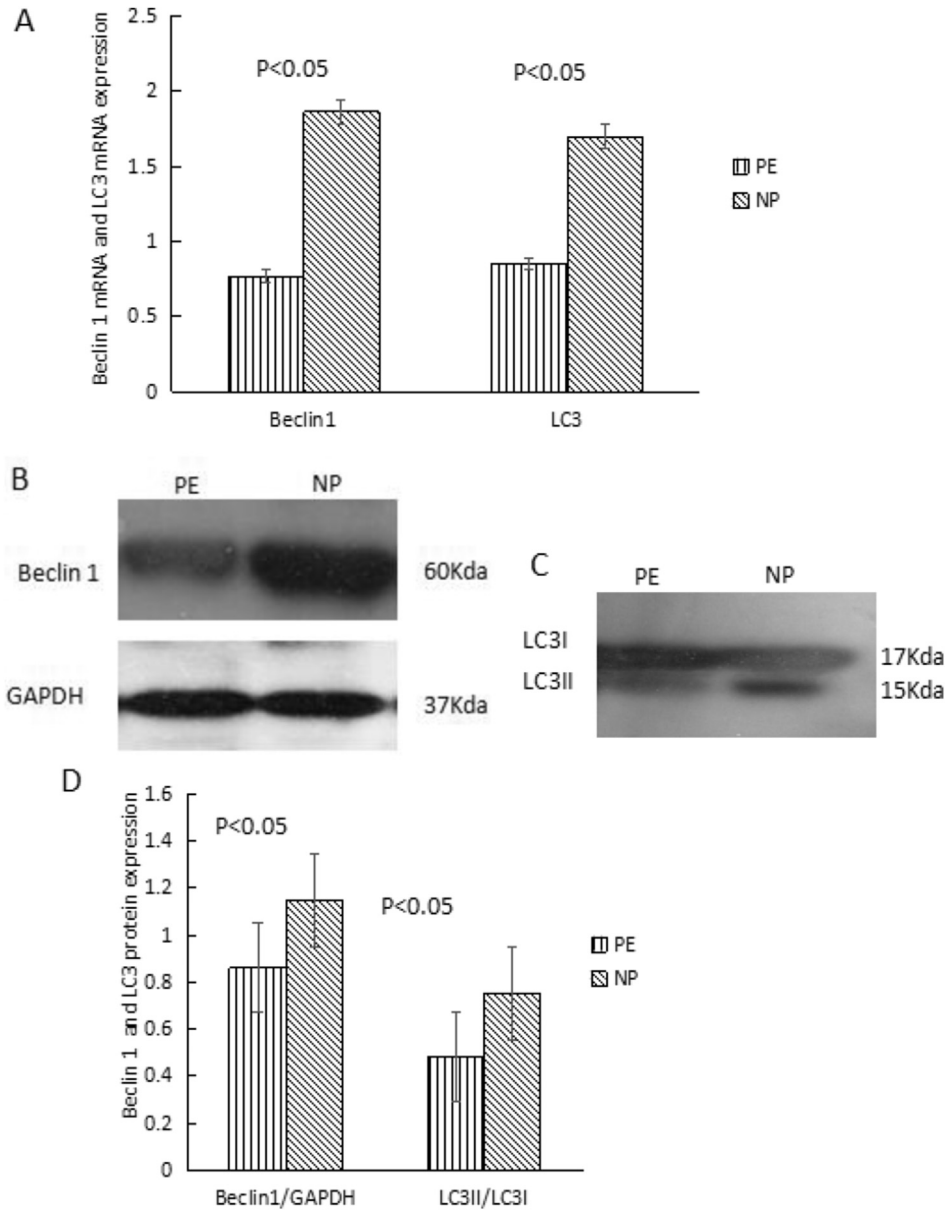 A
Beclin 1 mRNA and LC3 mRNA expression
2.5
2
1.5
1
0.5
0
P<0.05
P<0.05
PE
NP
Beclin1
LC3
B
PE
NP
Beclin 1
60Kda
GAPDH
37Kda
C
PE
NP
LC3I
17Kda
LC3II
15Kda
D
Beclin 1 and LC3 protein expression
1.6
1.4
1.2
1
0.8
0.6
0.4
0.2
0
P<0.05
P<0.05
PE
NP
Beclin1/GAPDH
LC3II/LC3I